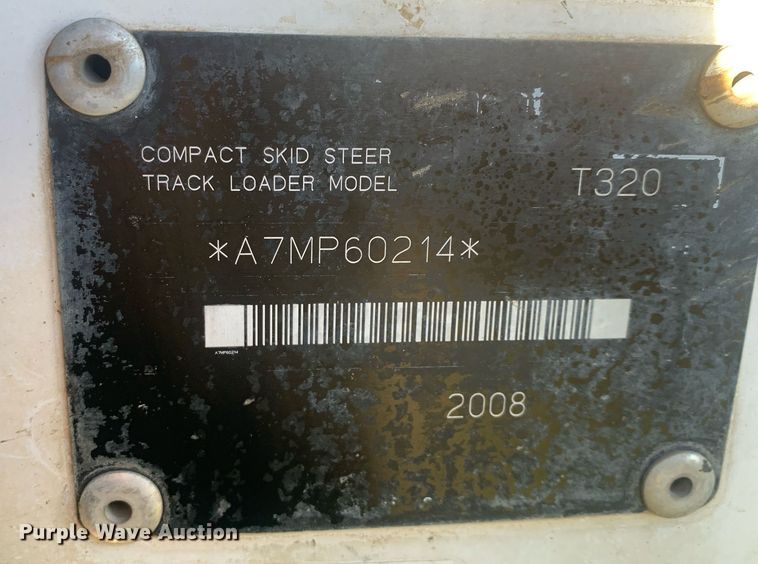 COMPACT SKID STEER
TRACK LOADER MODEL T320
*A7MP60214*
A7MP60214
2008
Purple Wave Auction